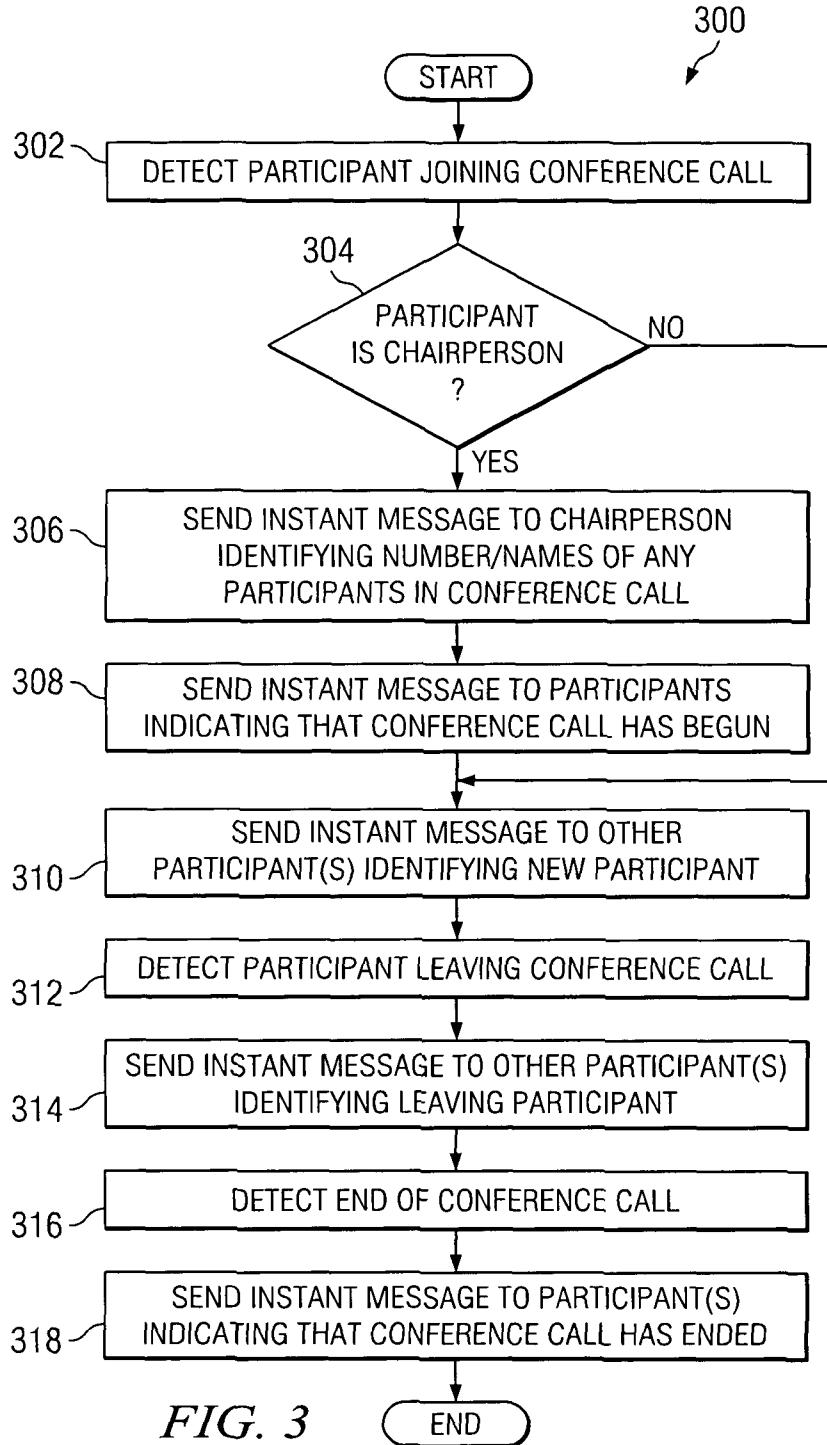 300
START
302
DETECT PARTICIPANT JOINING CONFERENCE CALL
304
PARTICIPANT
IS CHAIRPERSON
?
NO
YES
306
SEND INSTANT MESSAGE TO CHAIRPERSON
IDENTIFYING NUMBER/NAMES OF ANY
PARTICIPANTS IN CONFERENCE CALL
308
SEND INSTANT MESSAGE TO PARTICIPANTS
INDICATING THAT CONFERENCE CALL HAS BEGUN
310
SEND INSTANT MESSAGE TO OTHER
PARTICIPANT(S) IDENTIFYING NEW PARTICIPANT
312
DETECT PARTICIPANT LEAVING CONFERENCE CALL
314
SEND INSTANT MESSAGE TO OTHER PARTICIPANT(S)
IDENTIFYING LEAVING PARTICIPANT
316
DETECT END OF CONFERENCE CALL
318
SEND INSTANT MESSAGE TO PARTICIPANT(S)
INDICATING THAT CONFERENCE CALL HAS ENDED
FIG. 3
END